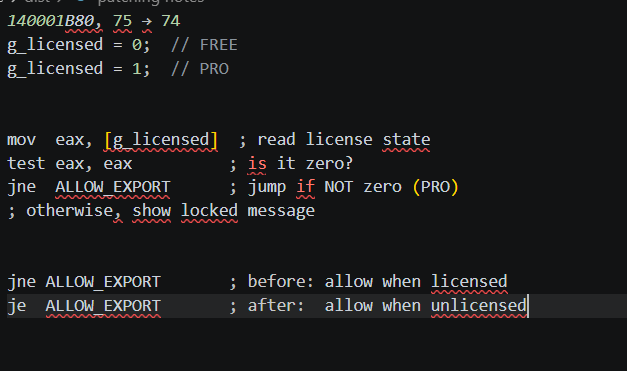 patching notes
140001B80, 75 → 74
g_licensed = 0;  // FREE
g_licensed = 1;  // PRO
mov  eax, [g_licensed]  ; read license state
test eax, eax           ; is it zero?
jne  ALLOW_EXPORT       ; jump if NOT zero (PRO)
; otherwise, show locked message
jne ALLOW_EXPORT        ; before: allow when licensed
je  ALLOW_EXPORT        ; after:  allow when unlicensed